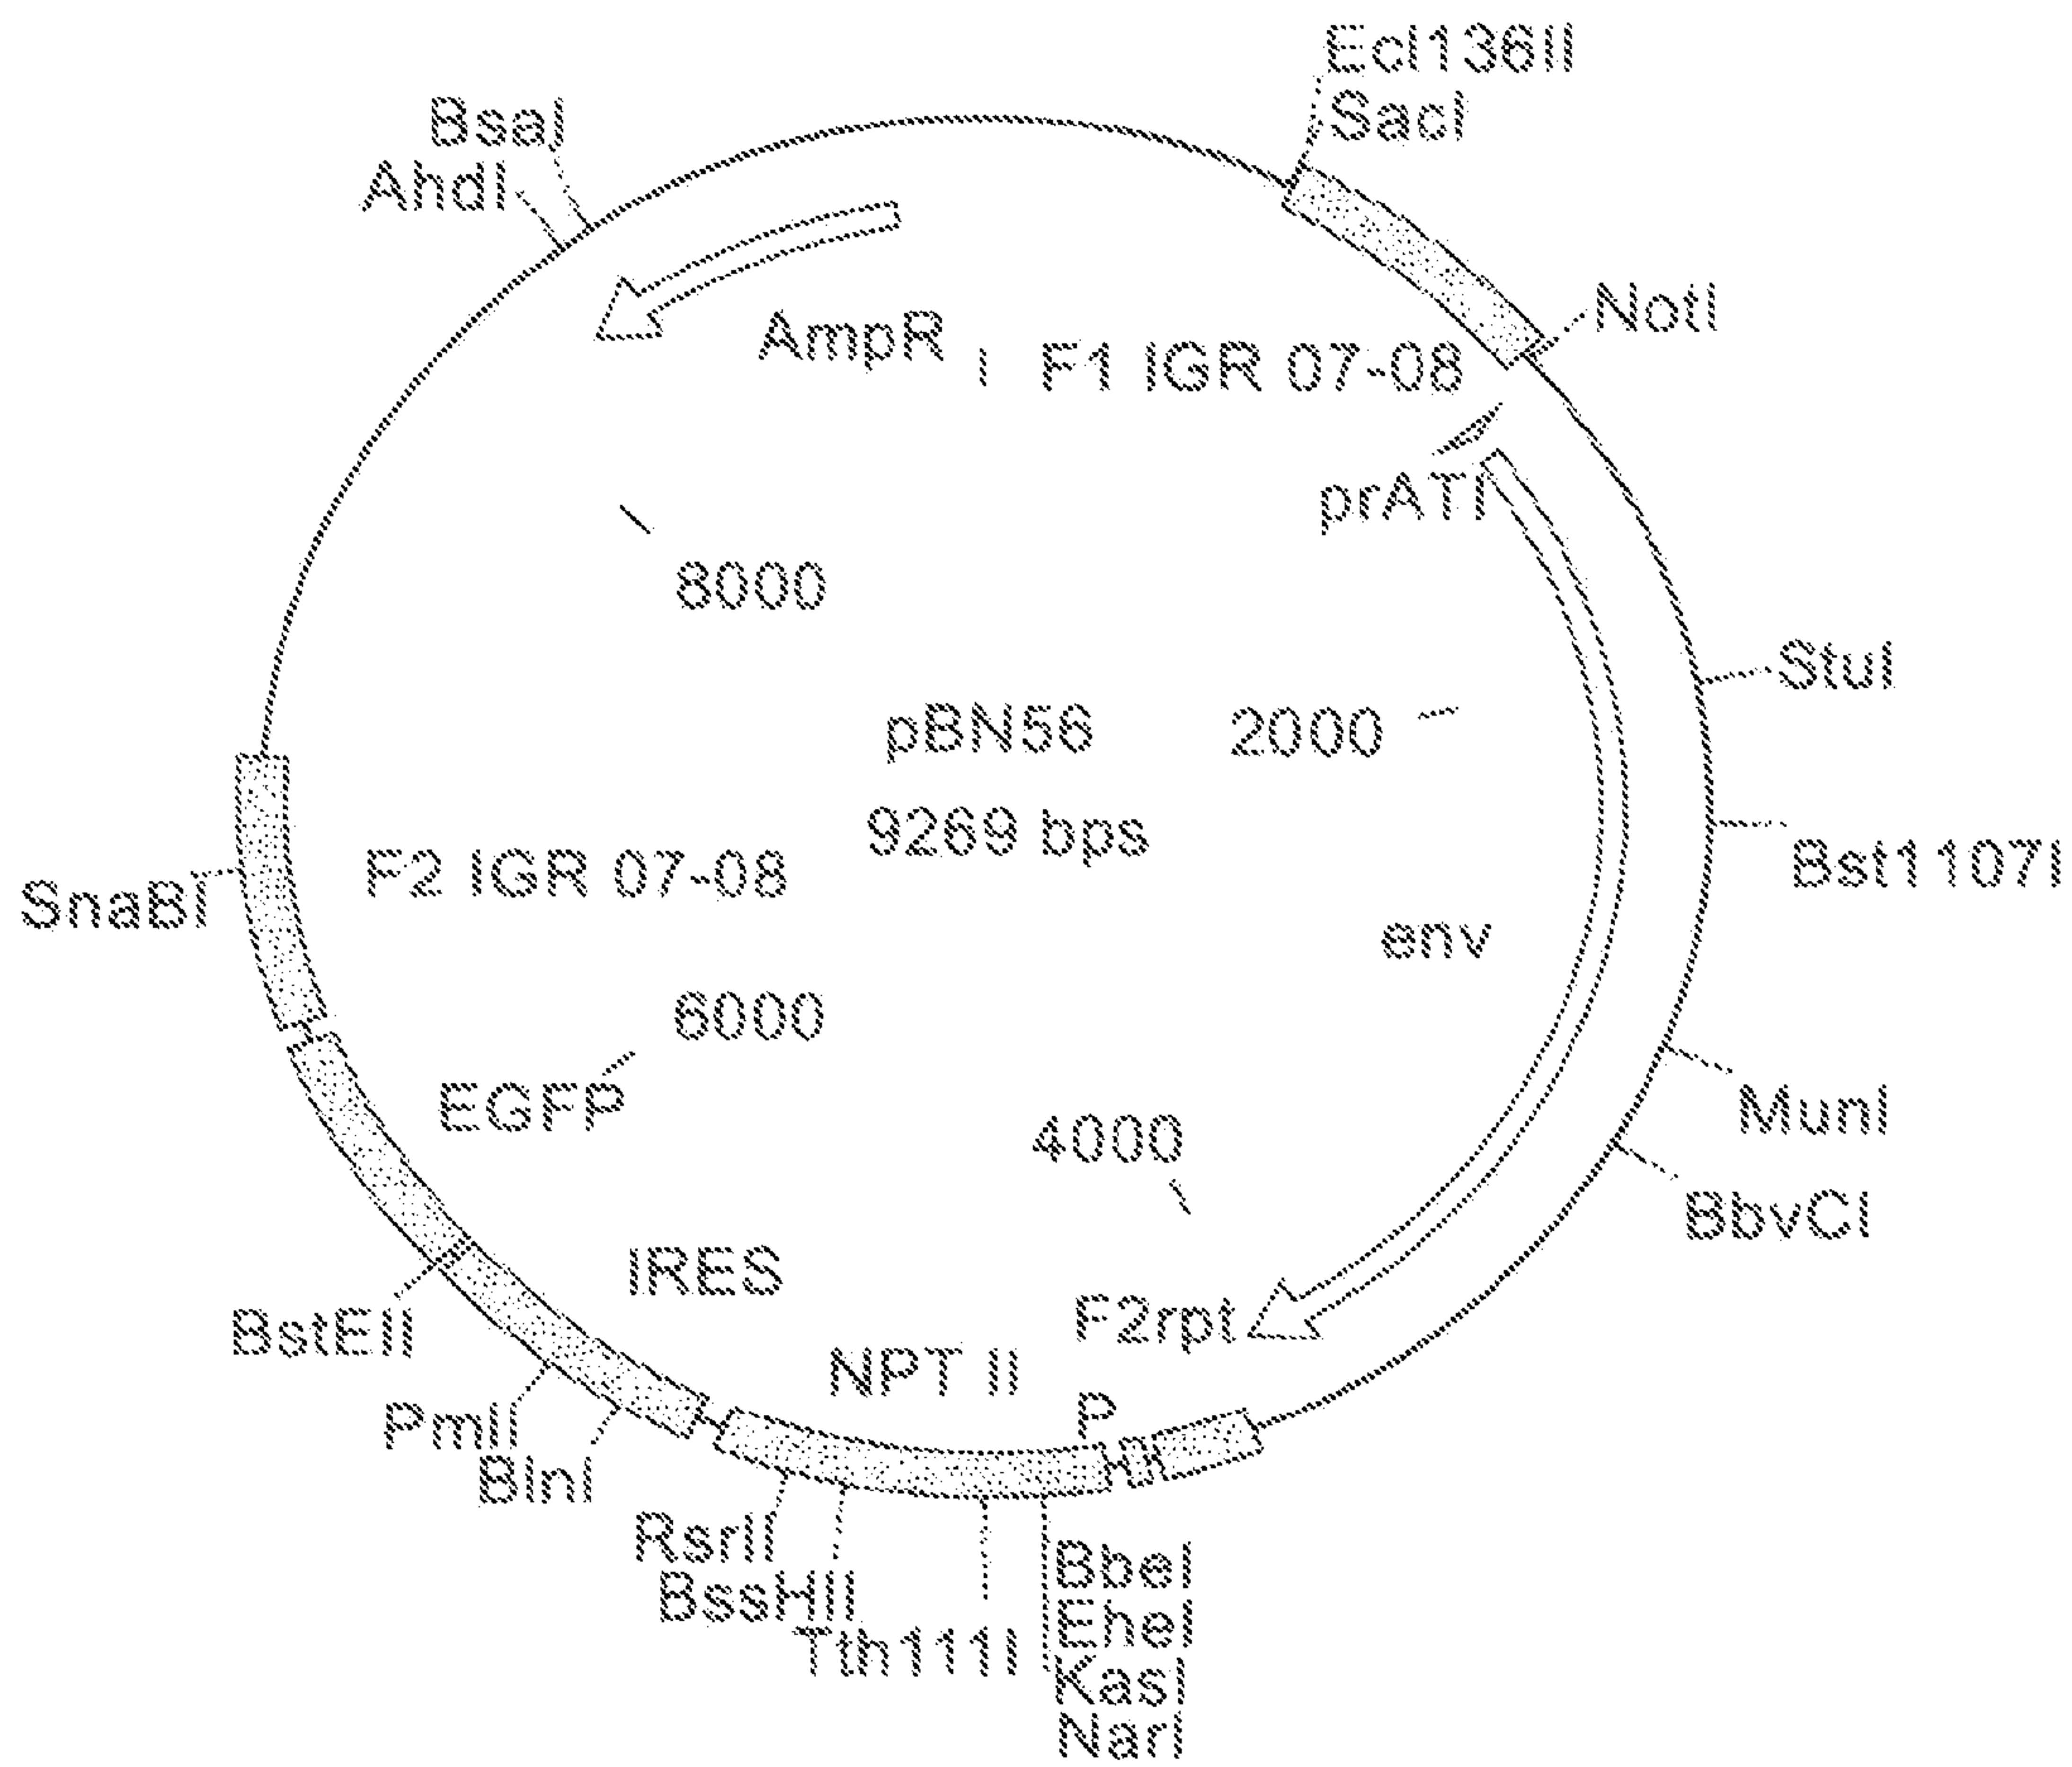 Ecl136II
SacI
BsaI
AhdI
NotI
AmpR
F1 IGR 07-08
prATI
8000
StuI
pBN56
2000
9269 bps
Bst1107I
SnaBI
F2 IGR 07-08
env
6000
EGFP
4000
MunI
BbvCI
IRES
F2rpt
BstEII
NPT II
P
PmlI
BlnI
RsrII
BssHII
Tth111I
BbeI
EheI
KasI
NarI